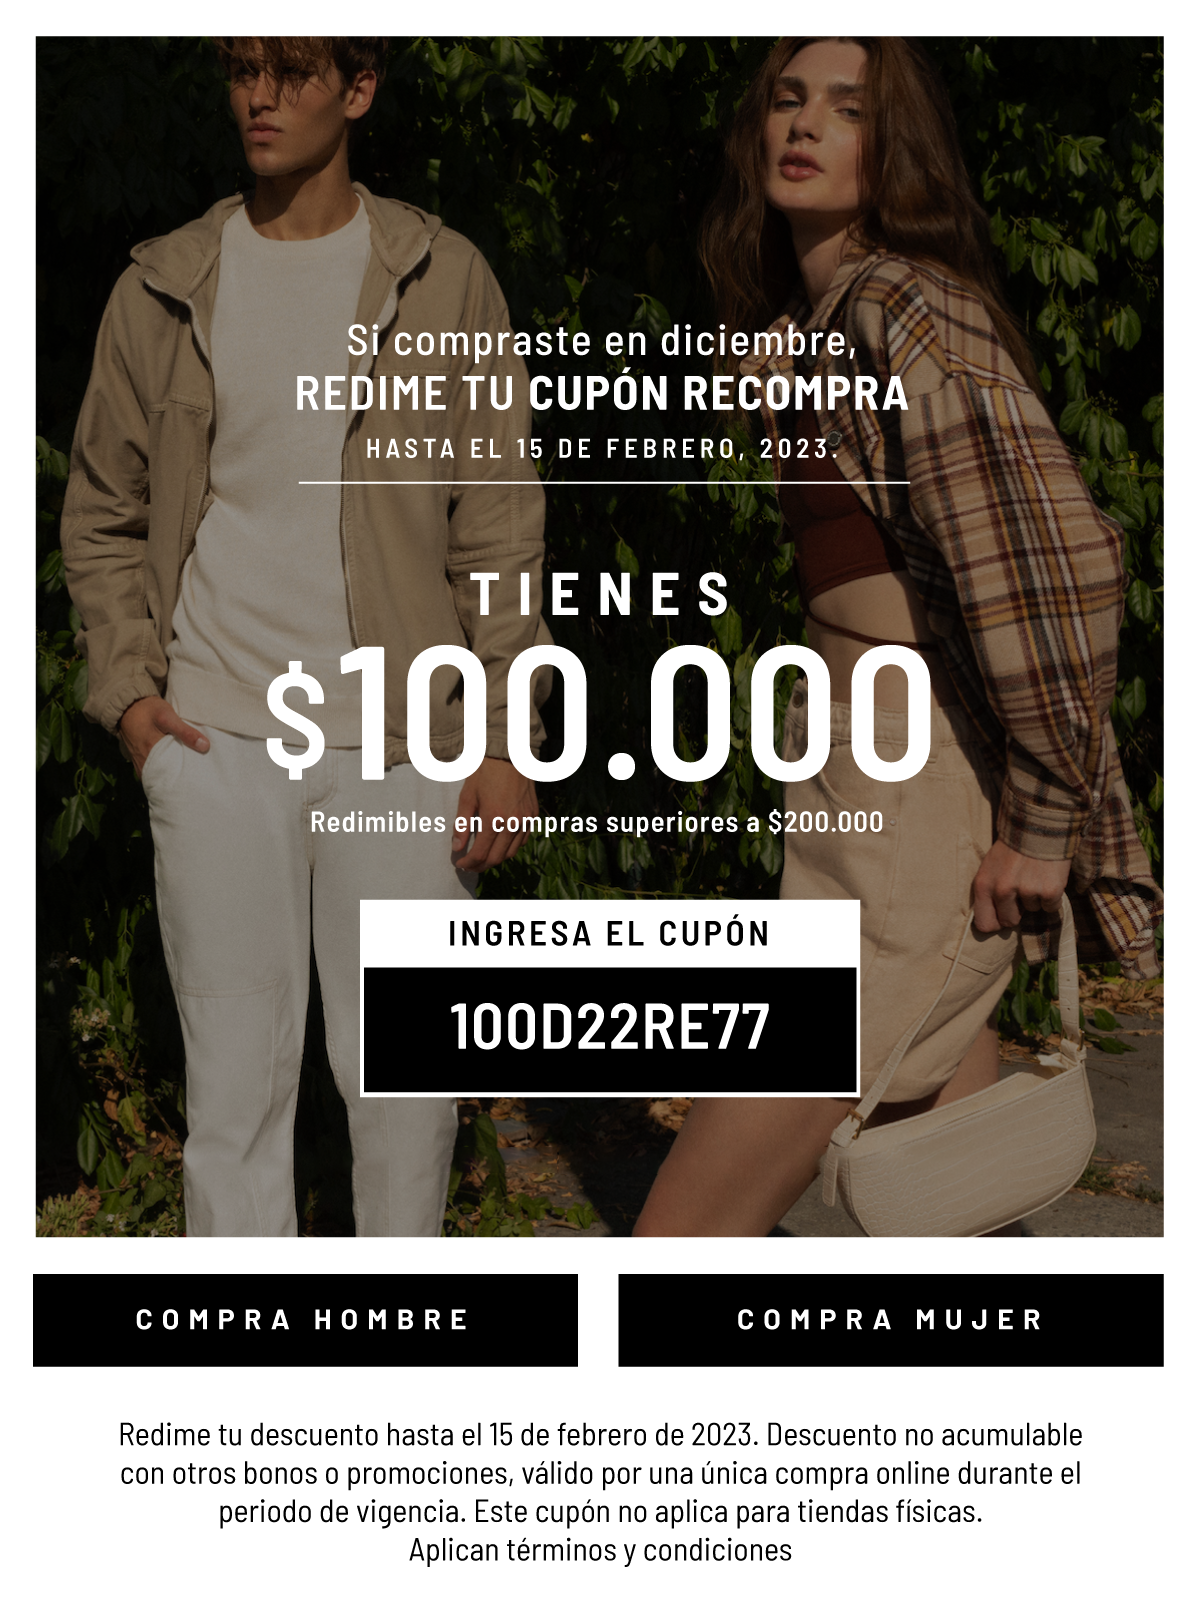 Si compraste en diciembre,
REDIME TU CUPÓN RECOMPRA
HASTA EL 15 DE FEBRERO, 2023.
TIENES
$100.000
Redimibles en compras superiores a $200.000
INGRESA EL CUPÓN
100D22RE77
COMPRA HOMBRE
COMPRA MUJER
Redime tu descuento hasta el 15 de febrero de 2023. Descuento no acumulable
con otros bonos o promociones, válido por una única compra online durante el
periodo de vigencia. Este cupón no aplica para tiendas físicas.
Aplican términos y condiciones